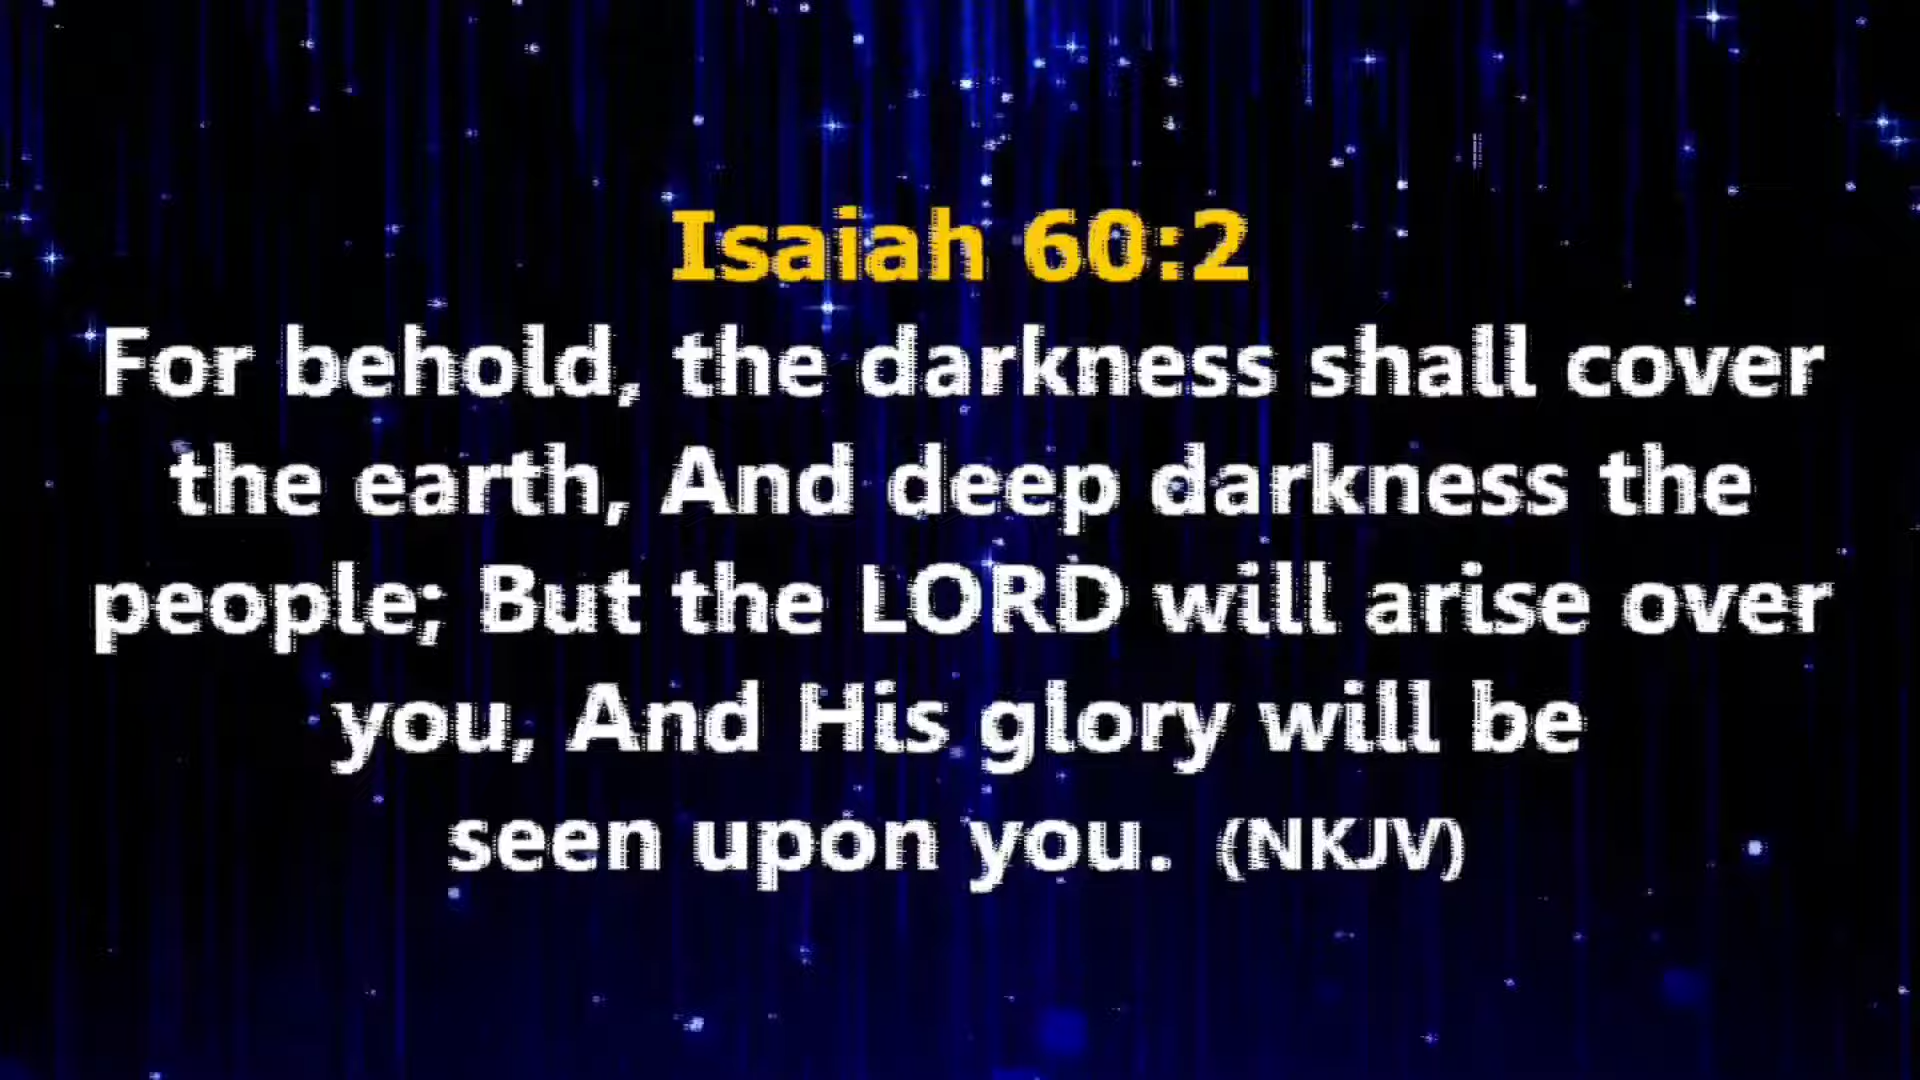 Isaiah 60:2
For behold, the darkness shall cover
the earth, And deep darkness the
people; But the LORD will arise over
you, And His glory will be
seen upon you. (NKJV)